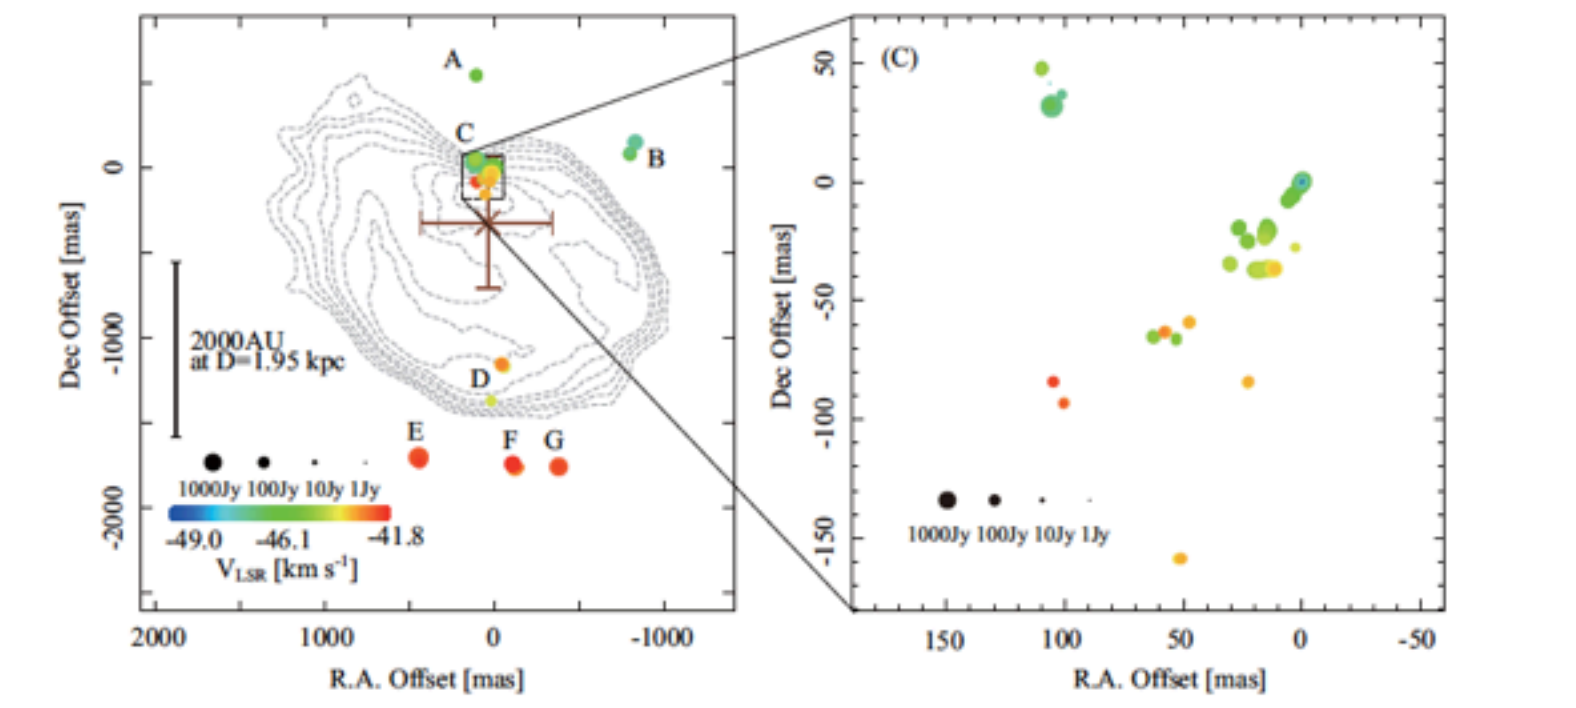 A
B
C
D
E
F
G
2000AU
at D=1.95 kpc
1000Jy 100Jy 10Jy 1Jy
-49.0 -46.1 -41.8
V_LSR [km s⁻¹]
0
-1000
-2000
Dec Offset [mas]
2000 1000 0 -1000
R.A. Offset [mas]
(C)
50
0
-50
-100
-150
Dec Offset [mas]
1000Jy 100Jy 10Jy 1Jy
150 100 50 0 -50
R.A. Offset [mas]